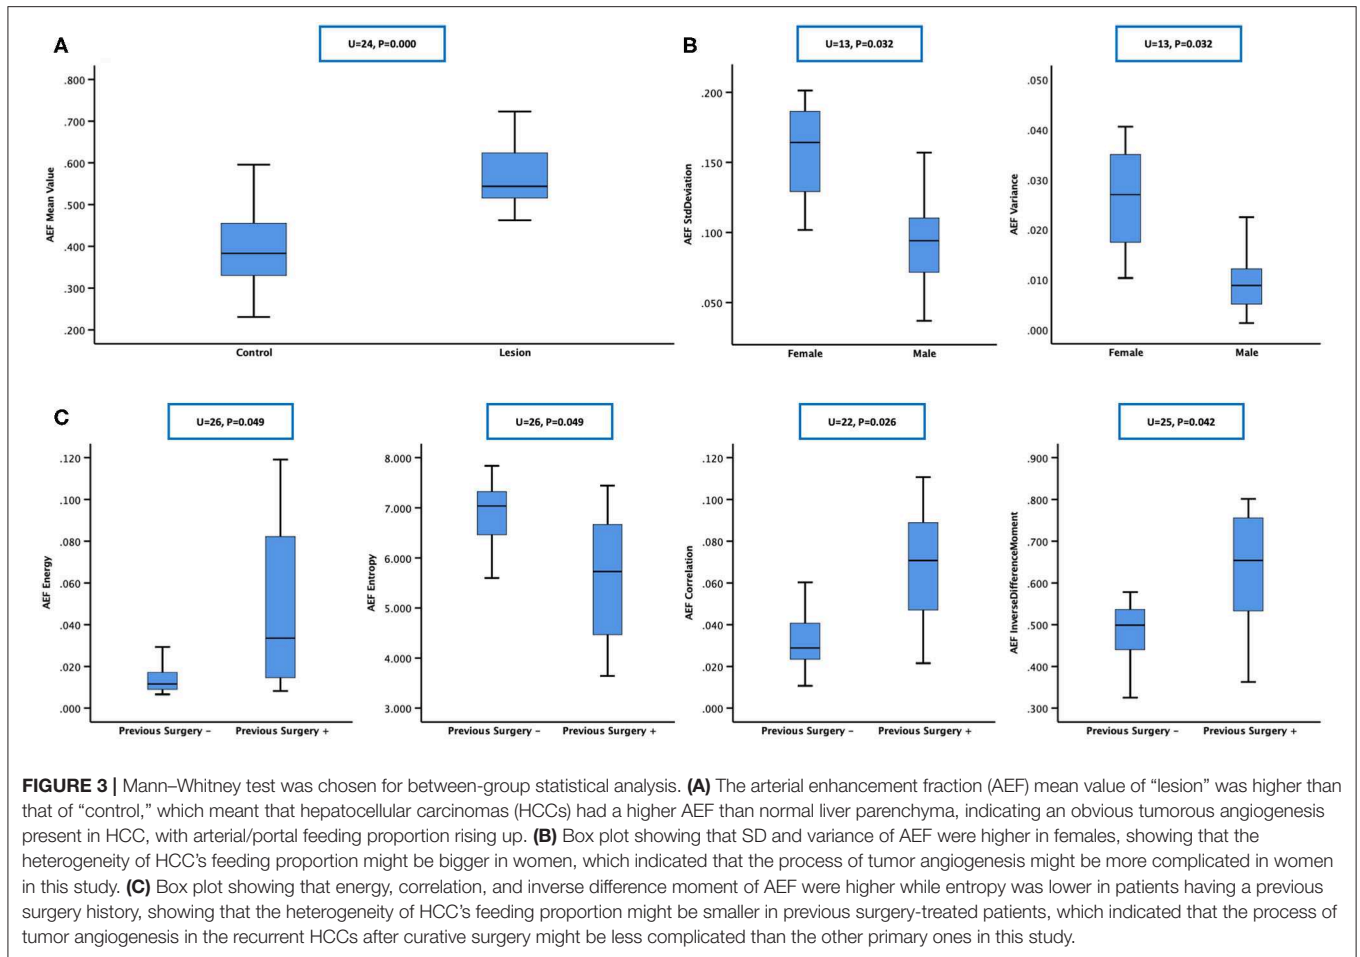 A
U=24, P=0.000
.800
.700
.600
.500
.400
.300
.200
AEF Mean Value
Control
Lesion
B
U=13, P=0.032
.200
.150
.100
.050
AEF StdDeviation
Female
Male
U=13, P=0.032
.050
.040
.030
.020
.010
.000
AEF Variance
Female
Male
C
U=26, P=0.049
.120
.100
.080
.060
.040
.020
.000
AEF Energy
Previous Surgery –
Previous Surgery +
U=26, P=0.049
8.000
7.000
6.000
5.000
4.000
3.000
AEF Entropy
Previous Surgery –
Previous Surgery +
U=22, P=0.026
.120
.100
.080
.060
.040
.020
.000
AEF Correlation
Previous Surgery –
Previous Surgery +
U=25, P=0.042
.900
.800
.700
.600
.500
.400
.300
AEF InverseDifferenceMoment
Previous Surgery –
Previous Surgery +
FIGURE 3 | Mann–Whitney test was chosen for between-group statistical analysis. (A) The arterial enhancement fraction (AEF) mean value of “lesion” was higher than
that of “control,” which meant that hepatocellular carcinomas (HCCs) had a higher AEF than normal liver parenchyma, indicating an obvious tumorous angiogenesis
present in HCC, with arterial/portal feeding proportion rising up. (B) Box plot showing that SD and variance of AEF were higher in females, showing that the
heterogeneity of HCC’s feeding proportion might be bigger in women, which indicated that the process of tumor angiogenesis might be more complicated in women
in this study. (C) Box plot showing that energy, correlation, and inverse difference moment of AEF were higher while entropy was lower in patients having a previous
surgery history, showing that the heterogeneity of HCC’s feeding proportion might be smaller in previous surgery-treated patients, which indicated that the process of
tumor angiogenesis in the recurrent HCCs after curative surgery might be less complicated than the other primary ones in this study.